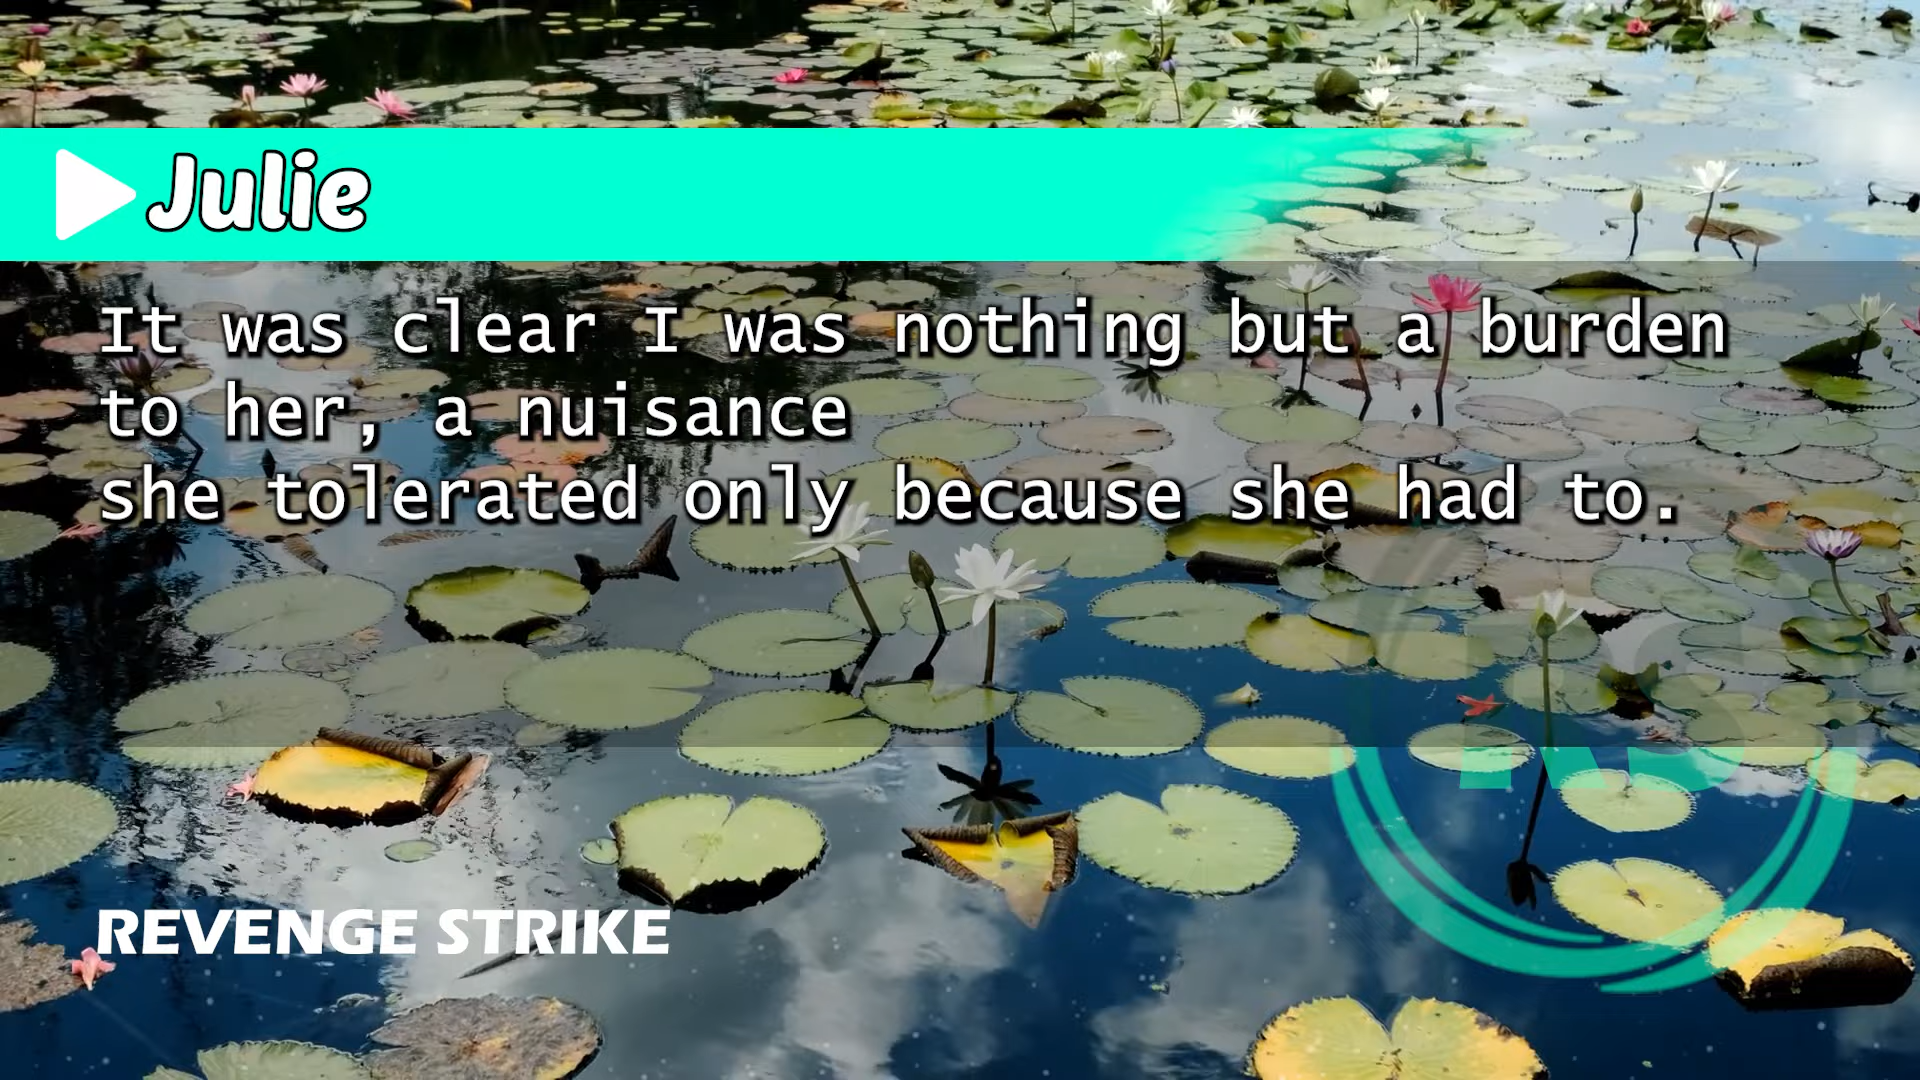 Julie
It was clear I was nothing but a burden
to her, a nuisance
she tolerated only because she had to.
RS
REVENGE STRIKE